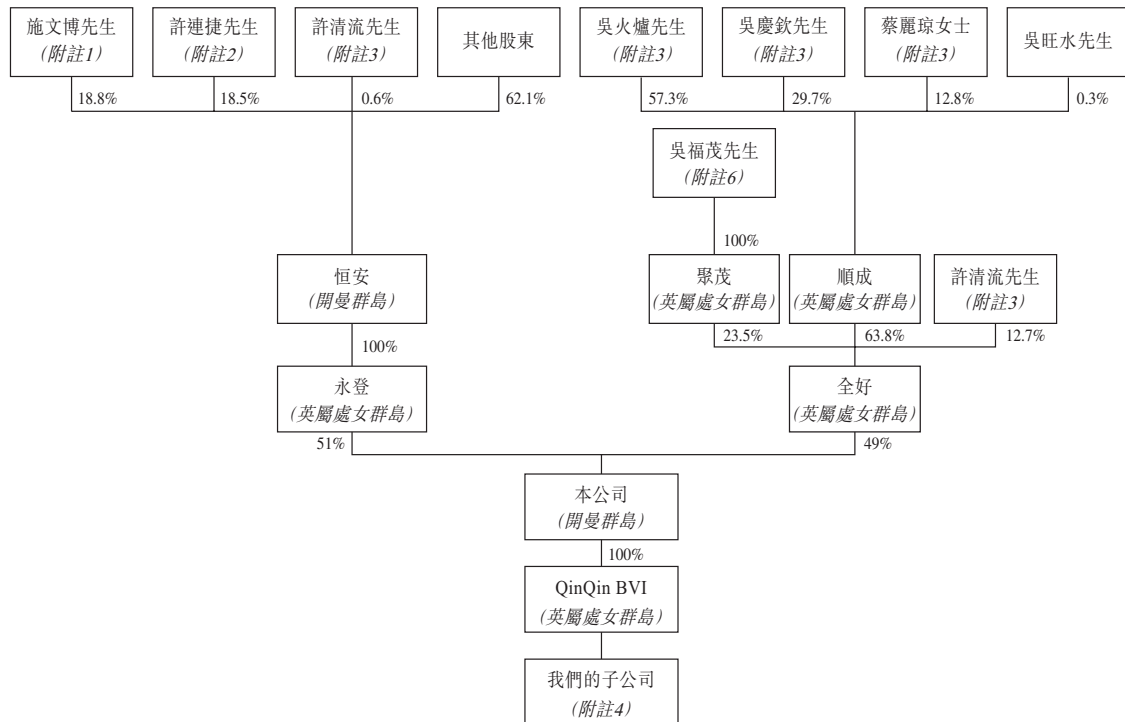 施文博先生
(附註1)
許連捷先生
(附註2)
許清流先生
(附註3)
其他股東
吳火爐先生
(附註3)
吳慶欽先生
(附註3)
蔡麗琼女士
(附註3)
吳旺水先生
18.8%
18.5%
0.6%
62.1%
57.3%
29.7%
12.8%
0.3%
吳福茂先生
(附註6)
100%
恒安
(開曼群島)
聚茂
(英屬處女群島)
順成
(英屬處女群島)
許清流先生
(附註3)
23.5%
63.8%
12.7%
100%
永登
(英屬處女群島)
全好
(英屬處女群島)
51%
49%
本公司
(開曼群島)
100%
QinQin BVI
(英屬處女群島)
我們的子公司
(附註4)